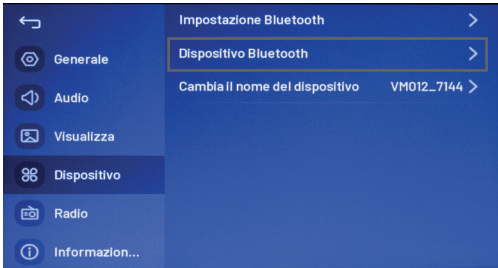 Impostazione Bluetooth
Generale
Dispositivo Bluetooth
Audio
Cambia il nome del dispositivo VM012_7144
Visualizza
Dispositivo
Radio
Informazion...